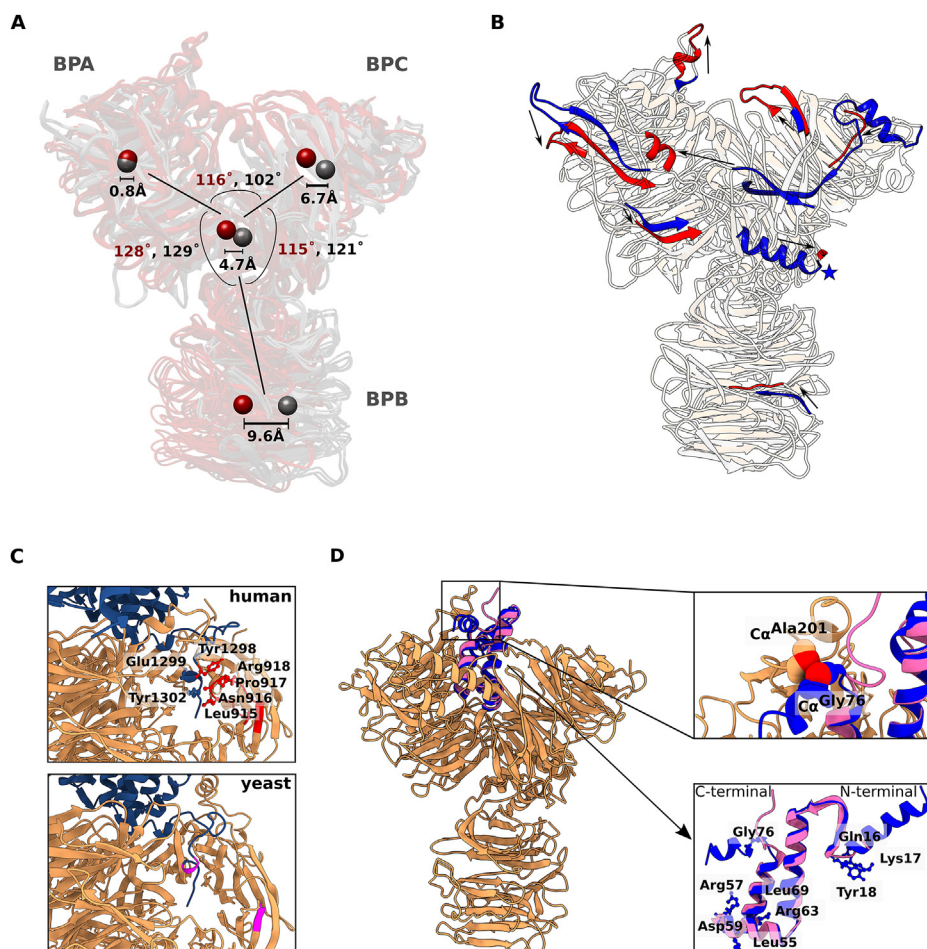 A
BPA
BPC
116°, 102°
0.8Å
6.7Å
128°, 129°
115°, 121°
4.7Å
BPB
9.6Å
B
C
human
Tyr1298
Glu1299
Arg918
Pro917
Tyr1302
Asn916
Leu915
yeast
D
CαAla201
CαGly76
C-terminal
N-terminal
Gly76
Gln16
Lys17
Arg57
Leu69
Tyr18
Arg63
Asp59
Leu55